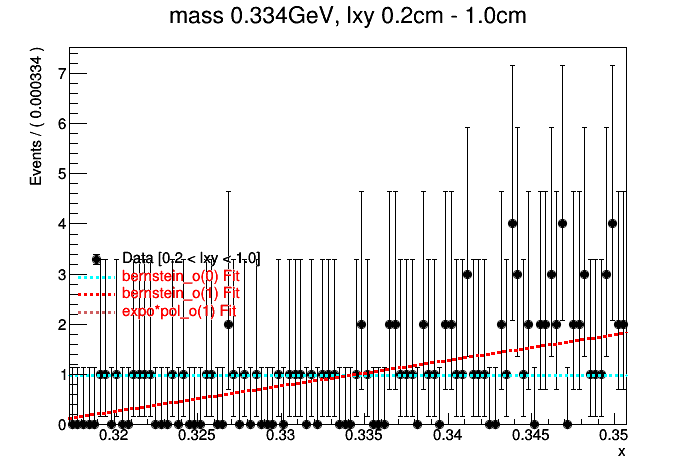 mass 0.334GeV, lxy 0.2cm - 1.0cm
Events / ( 0.000334 )
7
6
5
4
3
2
1
0
Data [0.2 < lxy < 1.0]
bernstein_o(0) Fit
bernstein_o(1) Fit
expo*pol_o(1) Fit
0.32 0.325 0.33 0.335 0.34 0.345 0.35
x